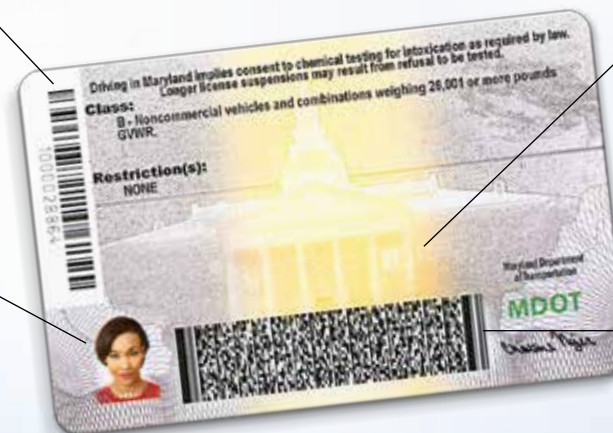 Driving in Maryland implies consent to chemical testing for intoxication as required by law.
Longer license suspensions may result from refusal to be tested.
Class:
B - Noncommercial vehicles and combinations weighing 26,001 or more pounds
GVWR.
Restriction(s):
NONE
1000028864
Maryland Department
of Transportation
MDOT